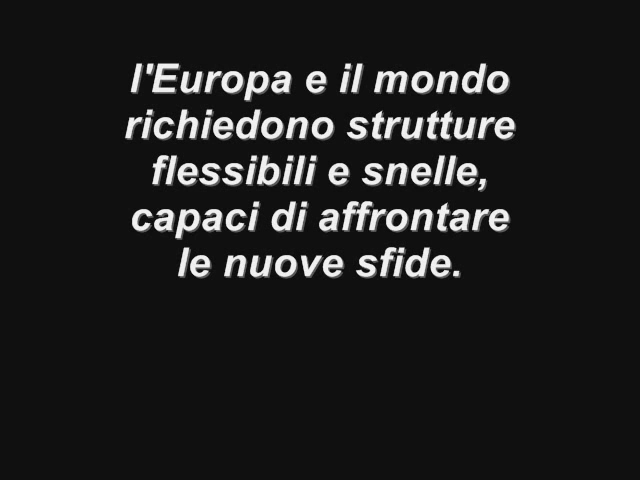 l'Europa e il mondo
richiedono strutture
flessibili e snelle,
capaci di affrontare
le nuove sfide.